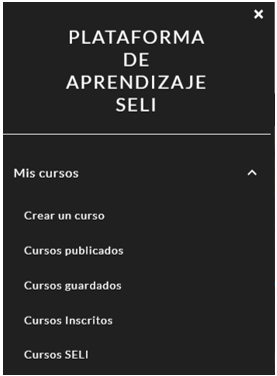 PLATAFORMA
DE
APRENDIZAJE
SELI
Mis cursos
Crear un curso
Cursos publicados
Cursos guardados
Cursos Inscritos
Cursos SELI